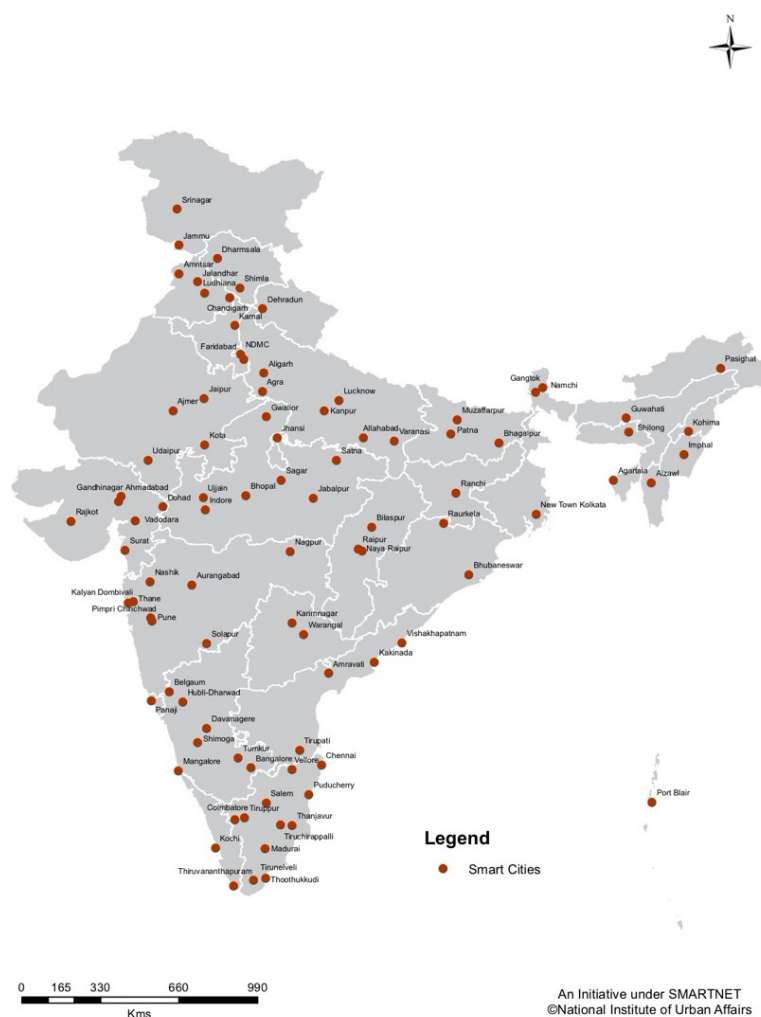 N
Srinagar
Jammu
Dharmsala
Amritsar
Jalandhar
Ludhiana
Shimla
Chandigarh
Dehradun
Karnal
Faridabad
NDMC
Aligarh
Agra
Jaipur
Ajmer
Lucknow
Kanpur
Gwalior
Jhansi
Kota
Udaipur
Allahabad
Varanasi
Muzaffarpur
Patna
Bhagalpur
Gangtok
Namchi
Pasighat
Guwahati
Shilong
Kohima
Imphal
Agartala
Aizawl
Satna
Sagar
Gandhinagar
Ahmadabad
Dohad
Ujjain
Indore
Bhopal
Jabalpur
Ranchi
New Town Kolkata
Rajkot
Vadodara
Bilaspur
Raurkela
Surat
Nagpur
Raipur
Naya Raipur
Bhubaneswar
Nashik
Aurangabad
Kalyan Dombivali
Thane
Pimpri Chinchwad
Pune
Karimnagar
Warangal
Solapur
Vishakhapatnam
Kakinada
Amravati
Belgaum
Hubli-Dharwad
Panaji
Davanagere
Shimoga
Tumkur
Tirupati
Mangalore
Bangalore
Vellore
Chennai
Puducherry
Salem
Coimbatore
Tiruppur
Thanjavur
Tiruchirappalli
Kochi
Madurai
Thiruvananthapuram
Tirunelveli
Thoothukkudi
Port Blair
Legend
Smart Cities
0 165 330 660 990
Kms
An Initiative under SMARTNET
©National Institute of Urban Affairs